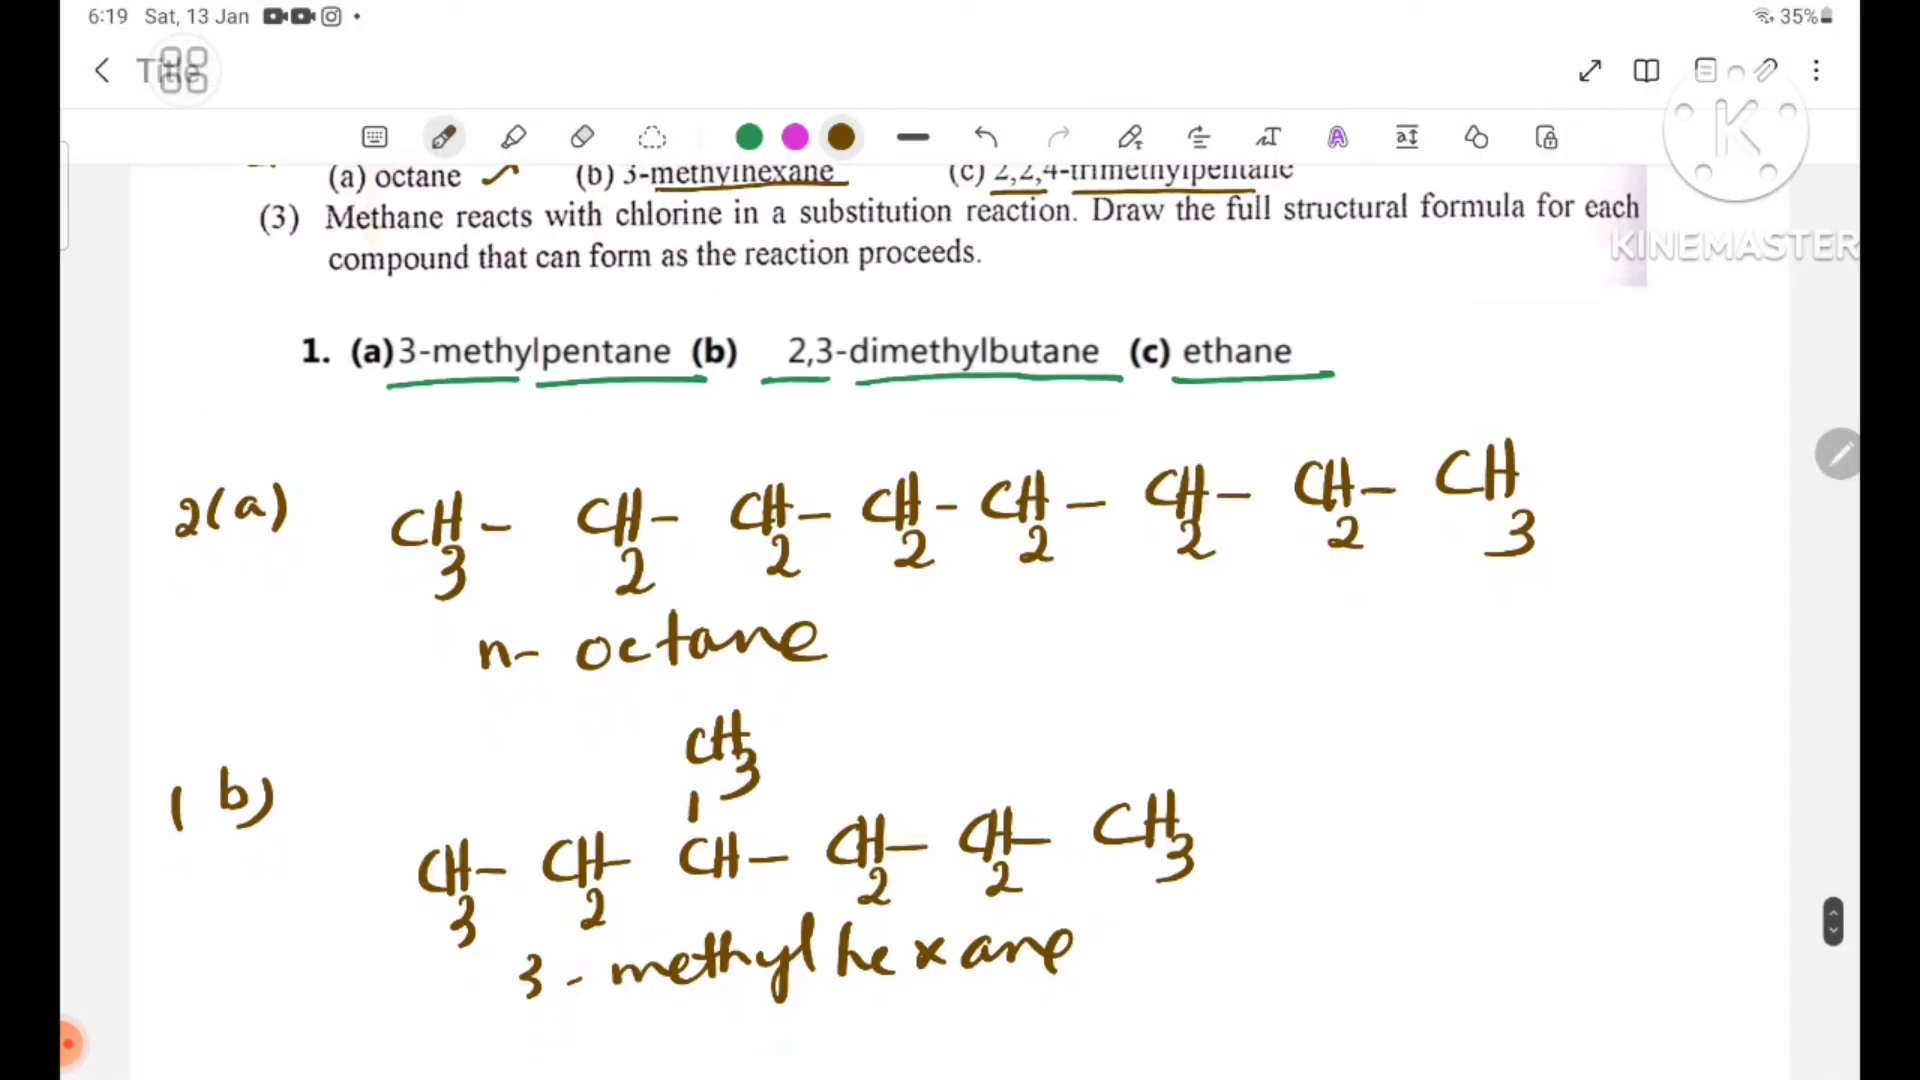 6:19 Sat, 13 Jan 35%
Title
K
KINEMASTER
(a) octane (b) 3-methylhexane (c) 2,2,4-trimethylpentane
(3) Methane reacts with chlorine in a substitution reaction. Draw the full structural formula for each
compound that can form as the reaction proceeds.
1. (a) 3-methylpentane (b) 2,3-dimethylbutane (c) ethane
2(a) CH3 - CH2 - CH2 - CH2 - CH2 - CH2 - CH2 - CH3
n- octane
CH3
(b)
CH3 - CH2 - CH - CH2 - CH2 - CH3
3 - methylhexane